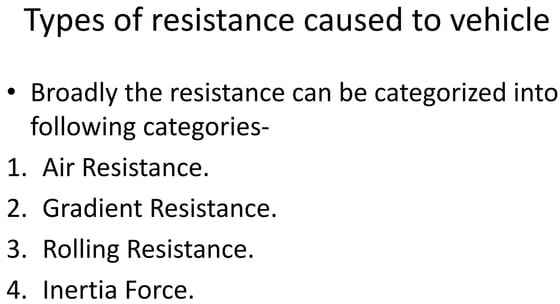 Types of resistance caused to vehicle
• Broadly the resistance can be categorized into
following categories-
1. Air Resistance.
2. Gradient Resistance.
3. Rolling Resistance.
4. Inertia Force.